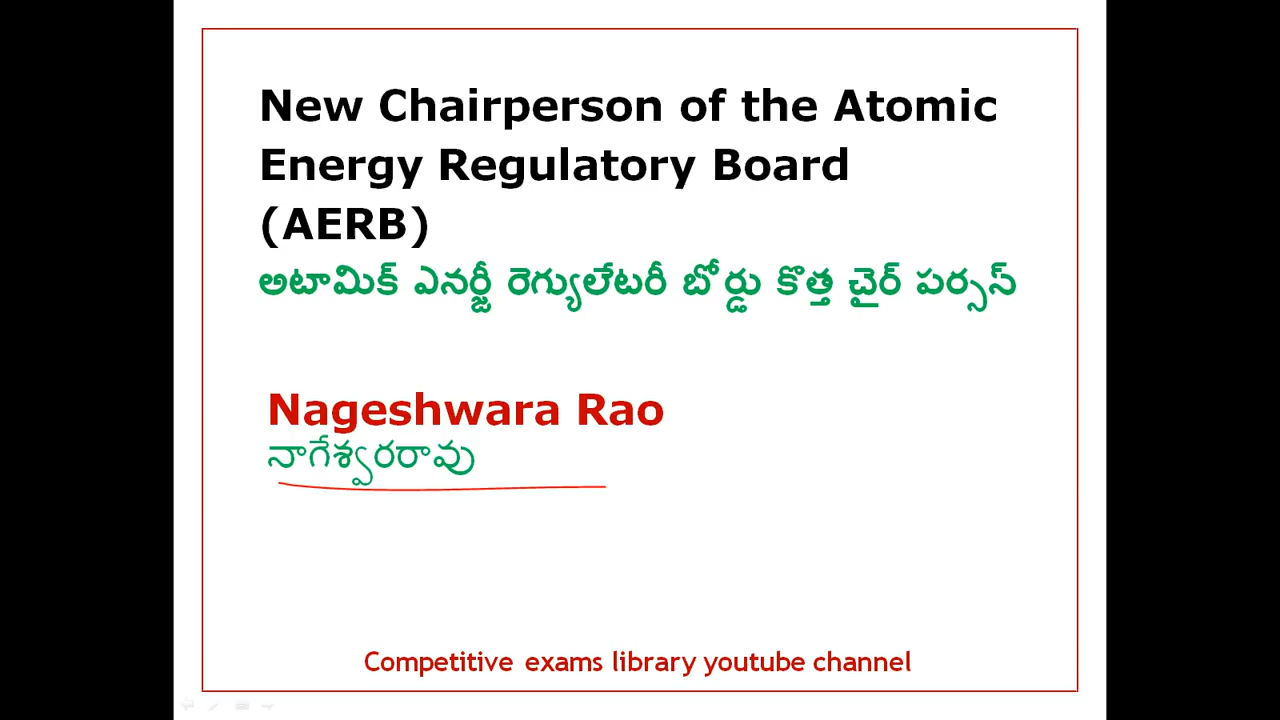 New Chairperson of the Atomic
Energy Regulatory Board
(AERB)
అటామిక్ ఎనర్జీ రెగ్యులేటరీ బోర్డు కొత్త చైర్ పర్సన్
Nageshwara Rao
నాగేశ్వరరావు
Competitive exams library youtube channel